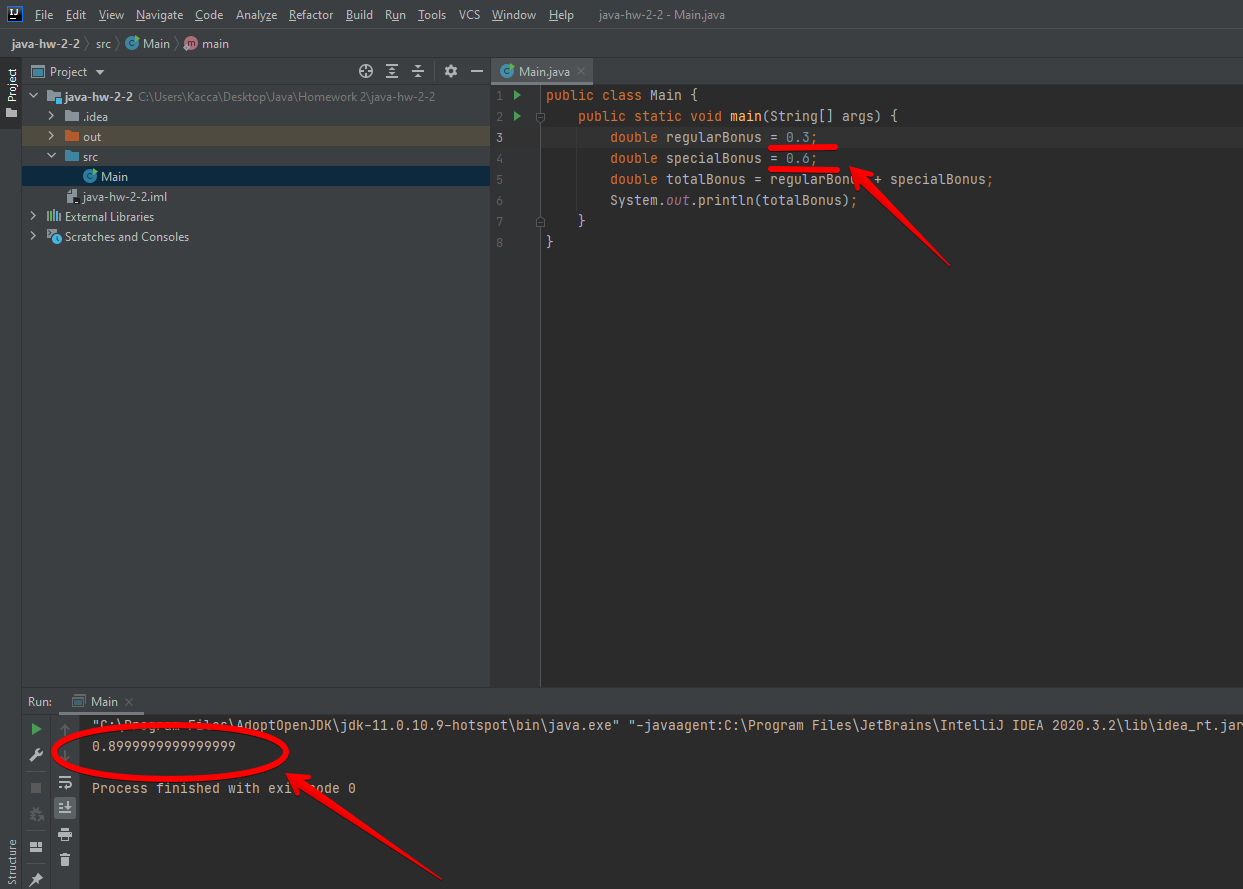 File Edit View Navigate Code Analyze Refactor Build Run Tools VCS Window Help java-hw-2-2 - Main.java
java-hw-2-2 src Main main
Project
Project
Main.java
java-hw-2-2 C:\Users\Kacca\Desktop\Java\Homework 2\java-hw-2-2
.idea
out
src
Main
java-hw-2-2.iml
External Libraries
Scratches and Consoles
1 public class Main {
2 public static void main(String[] args) {
3 double regularBonus = 0.3;
4 double specialBonus = 0.6;
5 double totalBonus = regularBonus + specialBonus;
6 System.out.println(totalBonus);
7 }
8 }
Run: Main
"C:\Program Files\AdoptOpenJDK\jdk-11.0.10.9-hotspot\bin\java.exe" "-javaagent:C:\Program Files\JetBrains\IntelliJ IDEA 2020.3.2\lib\idea_rt.jar
0.8999999999999999
Process finished with exit code 0
Structure